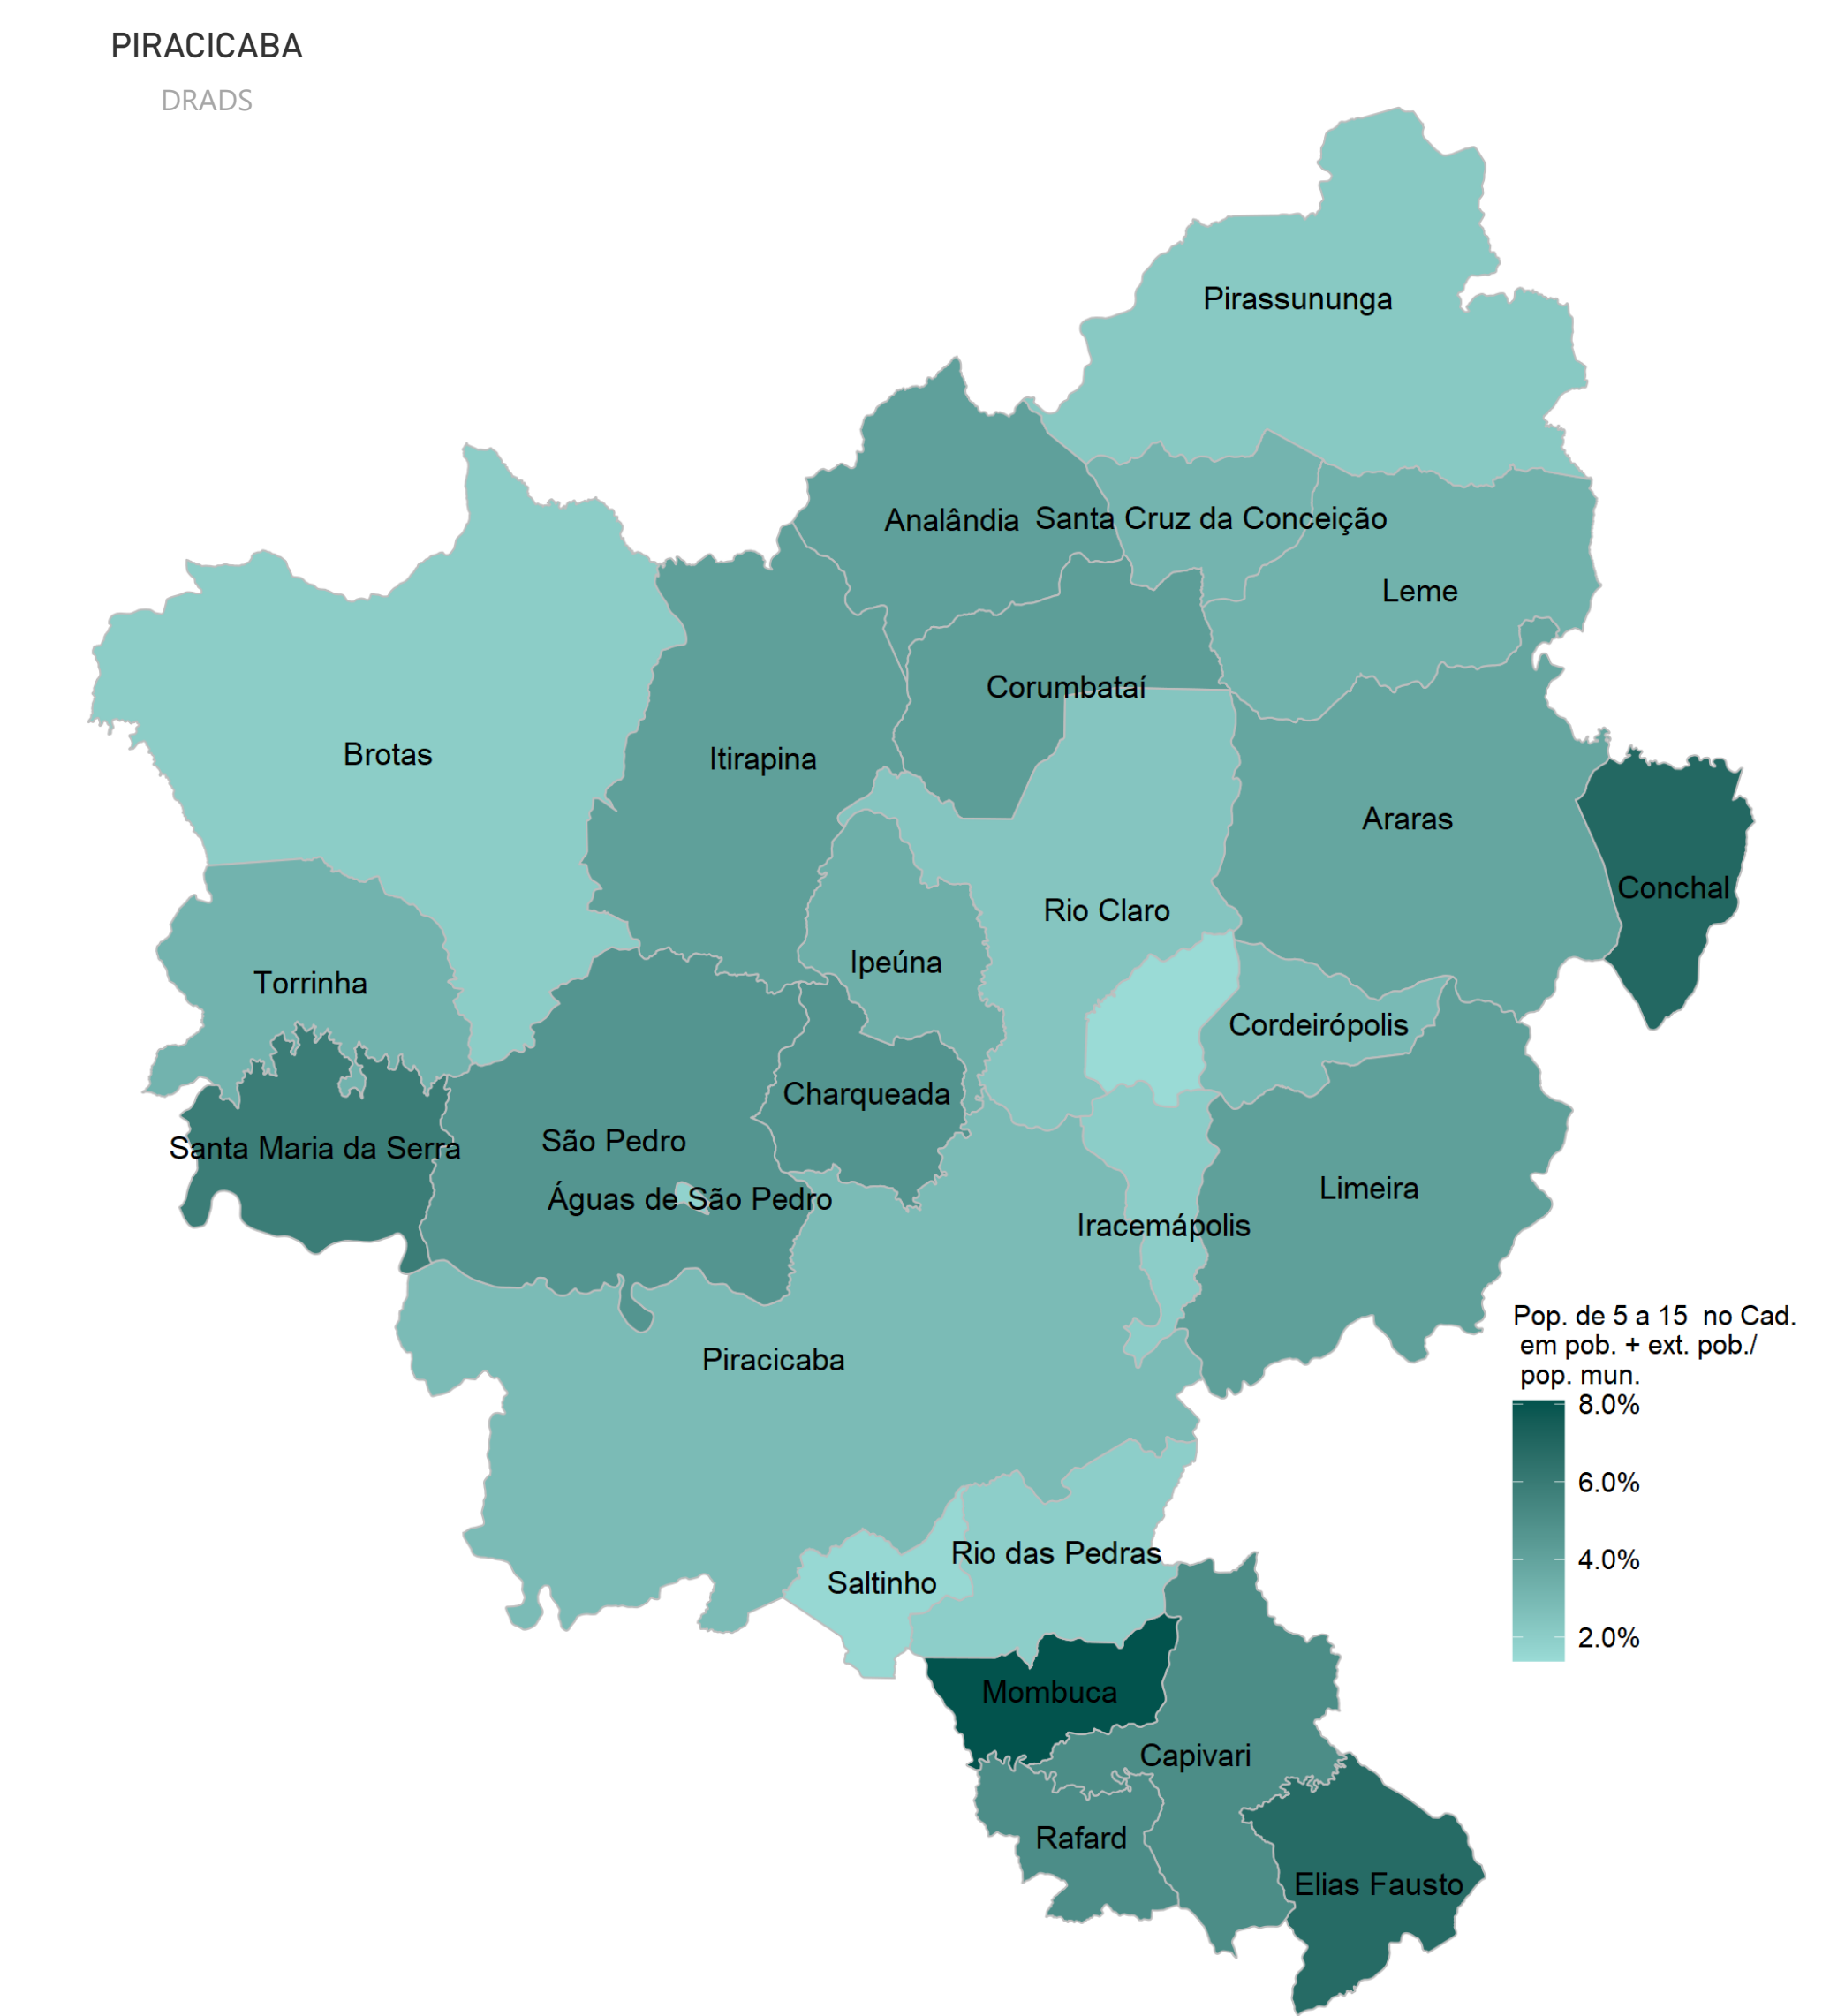 PIRACICABA
DRADS
Pirassununga
Analândia
Santa Cruz da Conceição
Leme
Corumbataí
Brotas
Itirapina
Araras
Conchal
Rio Claro
Ipeúna
Torrinha
Cordeirópolis
Charqueada
São Pedro
Santa Maria da Serra
Limeira
Águas de São Pedro
Iracemápolis
Piracicaba
Pop. de 5 a 15  no Cad.
em pob. + ext. pob./
pop. mun.
8.0%
6.0%
4.0%
2.0%
Rio das Pedras
Saltinho
Mombuca
Capivari
Rafard
Elias Fausto